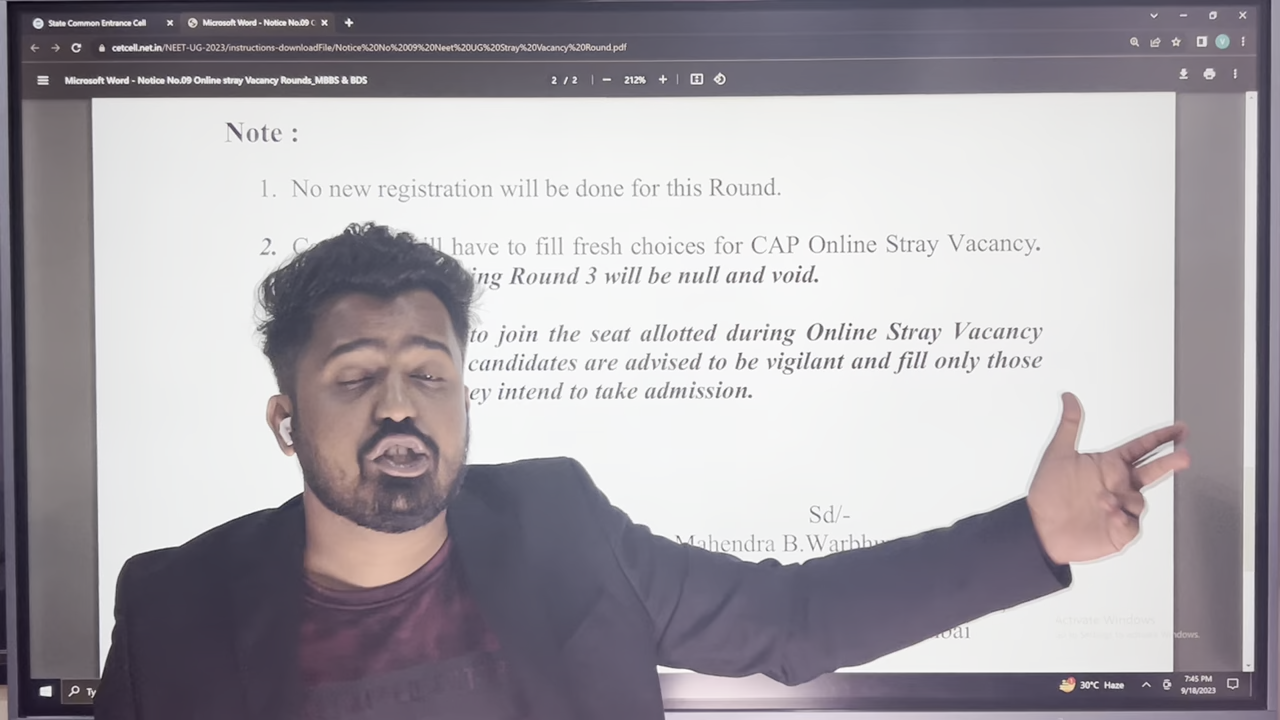 State Common Entrance Cell
Microsoft Word - Notice No.09
cetcell.net.in/NEET-UG-2023/instructions-downloadFile/Notice%20No%2009%20Neet%20UG%20Stray%20Vacancy%20Round.pdf
V
Microsoft Word - Notice No.09 Online stray Vacancy Rounds_MBBS & BDS
2 / 2
212%
Note :
1. No new registration will be done for this Round.
2. have to fill fresh choices for CAP Online Stray Vacancy.
Round 3 will be null and void.
to join the seat allotted during Online Stray Vacancy
candidates are advised to be vigilant and fill only those
intend to take admission.
Sd/-
Mahendra B.
Activate Windows
30°C Haze
7:45 PM
9/18/2023